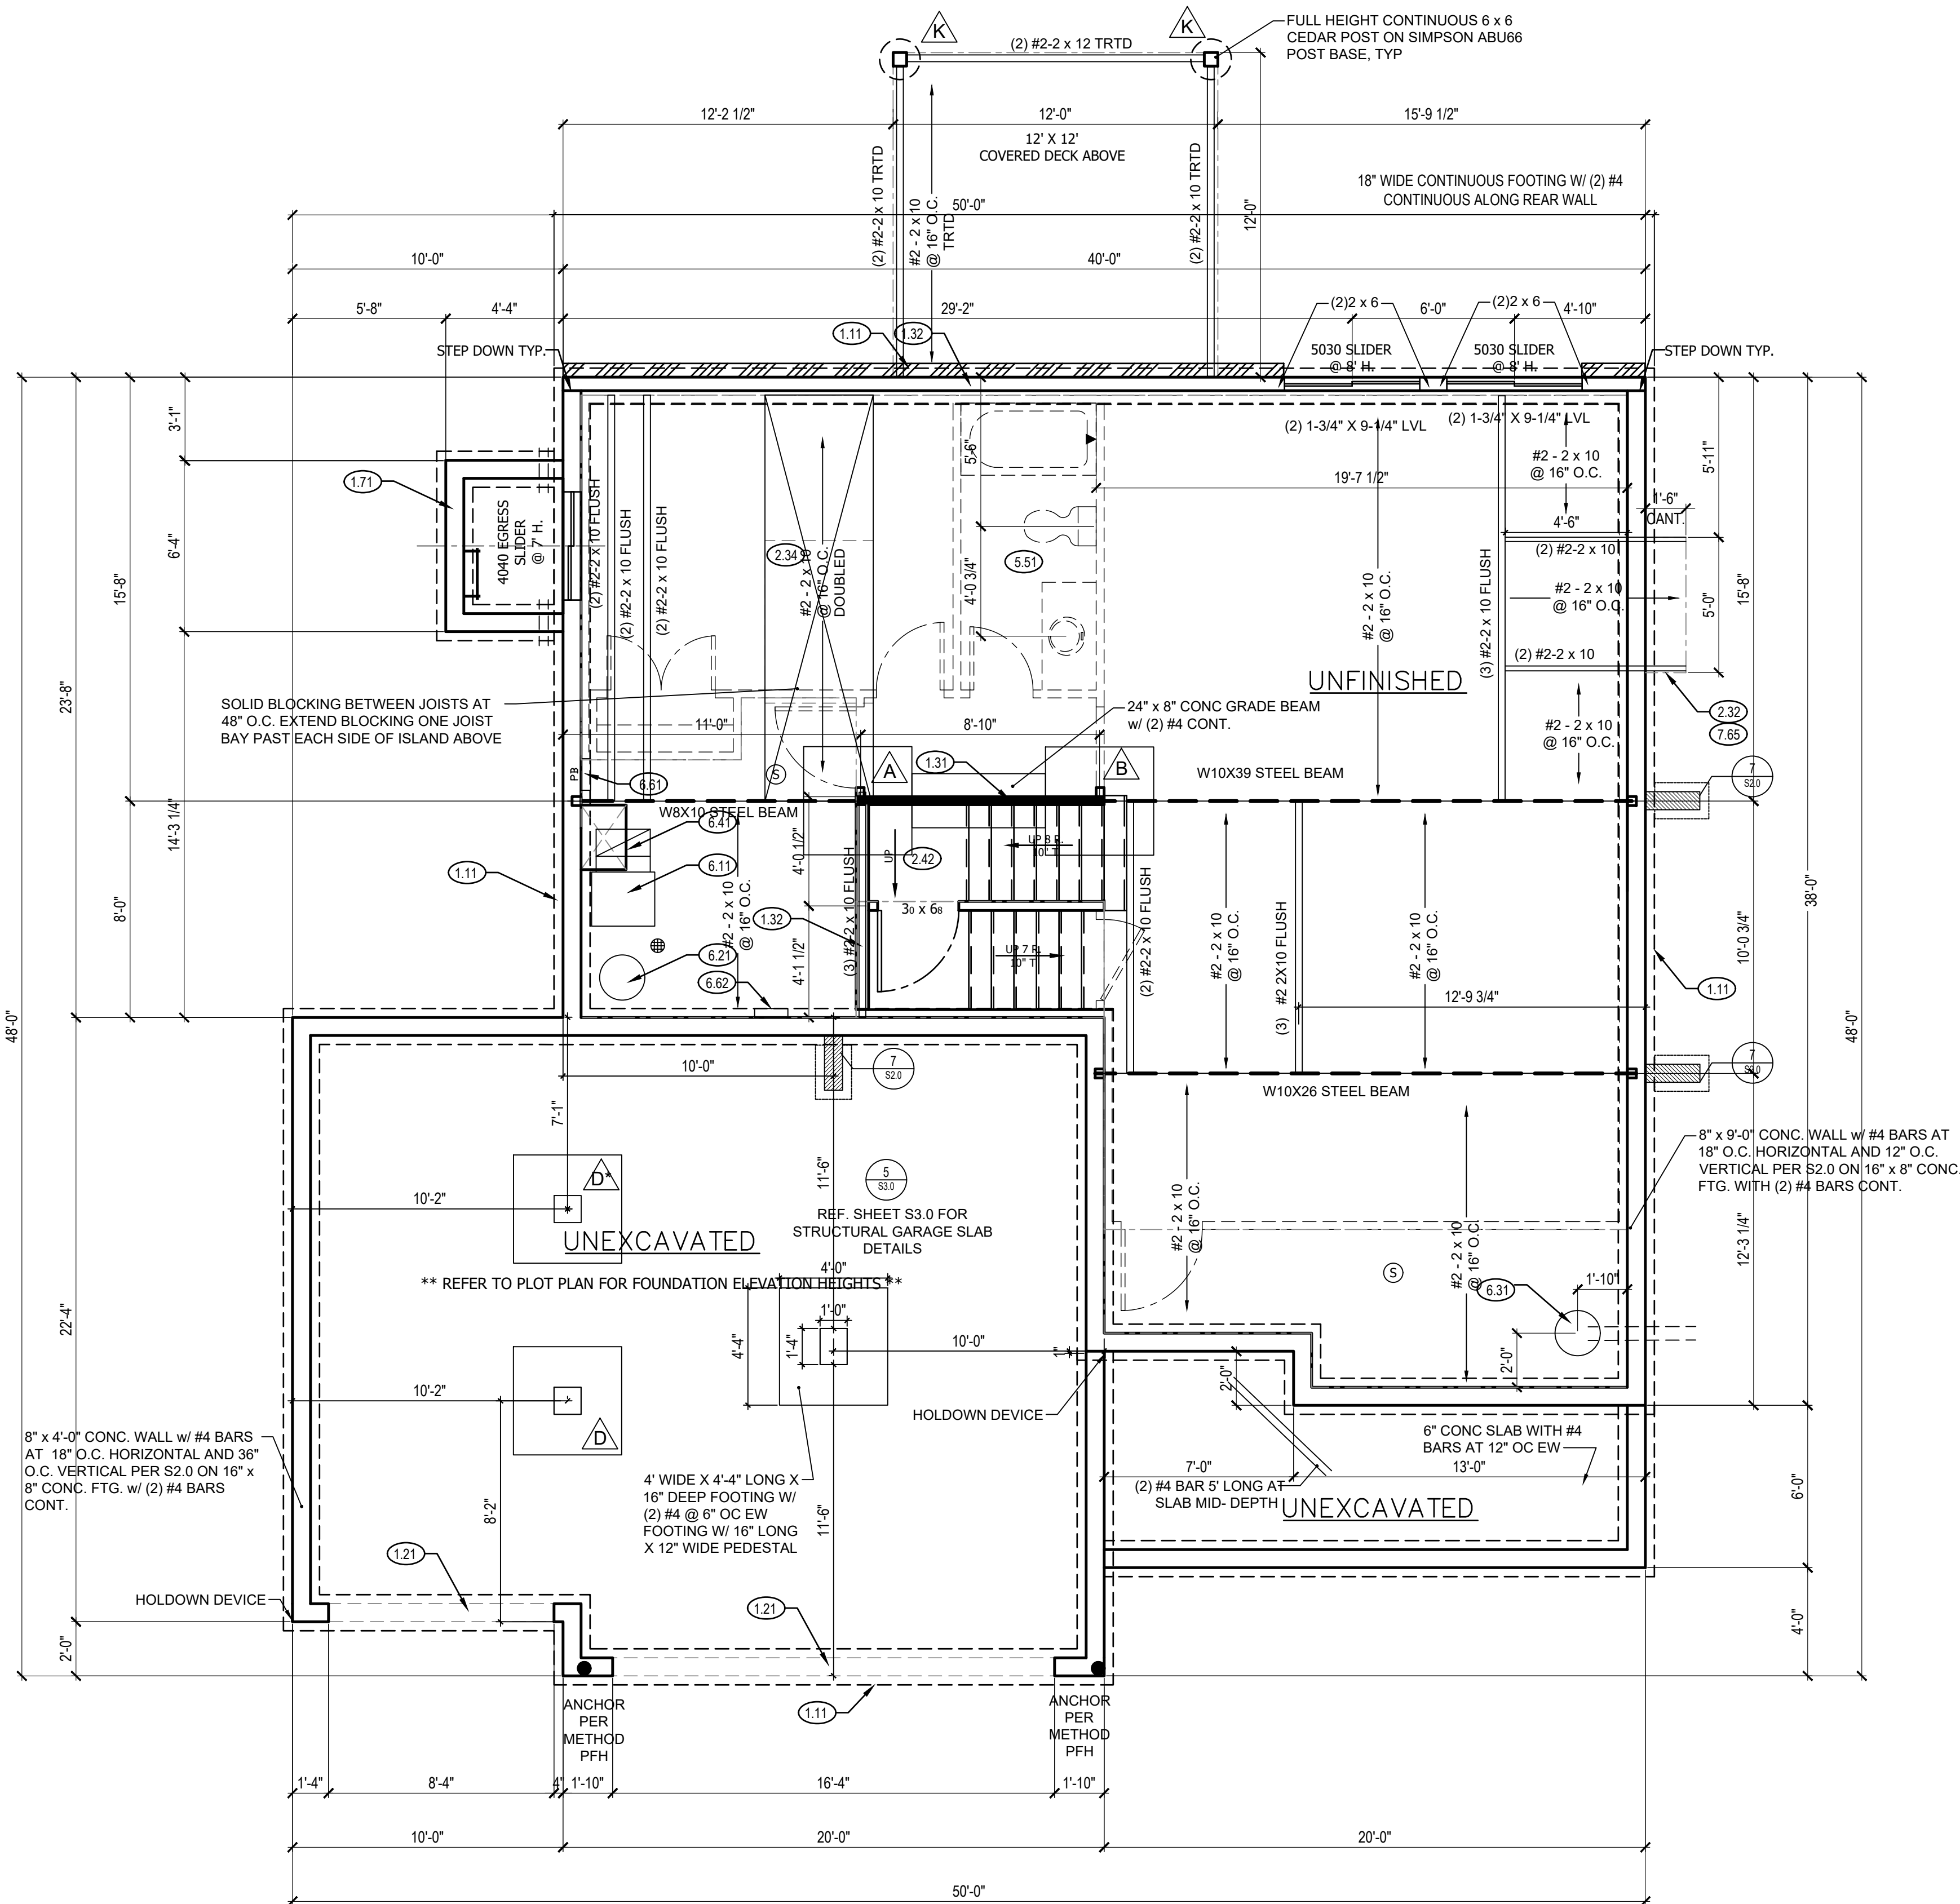 K
K
FULL HEIGHT CONTINUOUS 6 x 6
CEDAR POST ON SIMPSON ABU66
POST BASE, TYP
(2) #2-2 x 12 TRTD
12'-2 1/2"
12'-0"
15'-9 1/2"
12' X 12'
COVERED DECK ABOVE
(2) #2-2 x 10 TRTD
#2 - 2 x 10
@ 16" O.C.
TRTD
(2) #2-2 x 10 TRTD
12'-0"
18" WIDE CONTINUOUS FOOTING W/ (2) #4
CONTINUOUS ALONG REAR WALL
50'-0"
10'-0"
40'-0"
5'-8"
4'-4"
29'-2"
(2)2 x 6
6'-0"
(2)2 x 6
4'-10"
1.11
1.32
STEP DOWN TYP.
5030 SLIDER
@ 8' H.
5030 SLIDER
@ 8' H.
STEP DOWN TYP.
(2) 1-3/4" X 9-1/4" LVL
(2) 1-3/4" X 9-1/4" LVL
3'-1"
6'-4"
14'-3 1/4"
15'-8"
8'-0"
23'-8"
48'-0"
22'-4"
2'-0"
1.71
4040 EGRESS
SLIDER
@ 7' H.
(2) #2-2 x 10 FLUSH
(2) #2-2 x 10 FLUSH
(2) #2-2 x 10 FLUSH
2.34
#2 - 2 x 10
@ 16" O.C.
DOUBLED
5'-6"
4'-0 3/4"
5.51
19'-7 1/2"
#2 - 2 x 10
@ 16" O.C.
(3) #2-2 x 10 FLUSH
#2 - 2 x 10
@ 16" O.C.
5'-11"
1'-6"
CANT.
4'-6"
(2) #2-2 x 10
#2 - 2 x 10
@ 16" O.C.
5'-0"
15'-8"
(2) #2-2 x 10
UNFINISHED
2.32
7.65
#2 - 2 x 10
@ 16" O.C.
SOLID BLOCKING BETWEEN JOISTS AT
48" O.C. EXTEND BLOCKING ONE JOIST
BAY PAST EACH SIDE OF ISLAND ABOVE
11'-0"
8'-10"
24" x 8" CONC GRADE BEAM
w/ (2) #4 CONT.
PB
6.61
S
A
1.31
B
W10X39 STEEL BEAM
7
S2.0
W8X10 STEEL BEAM
6.41
6.11
1.11
#2 - 2 x 10
@ 16" O.C.
4'-0 1/2"
4'-1 1/2"
(3) #2-2 x 10 FLUSH
UP
2.42
UP 8 R.
10" T
1.32
30 x 68
6.21
6.62
UP 7 R.
10" T
(2) #2-2 x 10 FLUSH
#2 - 2 x 10
@ 16" O.C.
(3) #2 2X10 FLUSH
#2 - 2 x 10
@ 16" O.C.
12'-9 3/4"
10'-0 3/4"
38'-0"
48'-0"
1.11
10'-0"
7
S2.0
7'-1"
W10X26 STEEL BEAM
7
S2.0
8" x 9'-0" CONC. WALL w/ #4 BARS AT
18" O.C. HORIZONTAL AND 12" O.C.
VERTICAL PER S2.0 ON 16" x 8" CONC.
FTG. WITH (2) #4 BARS CONT.
10'-2"
D*
11'-6"
5
S3.0
REF. SHEET S3.0 FOR
STRUCTURAL GARAGE SLAB
DETAILS
UNEXCAVATED
** REFER TO PLOT PLAN FOR FOUNDATION ELEVATION HEIGHTS **
4'-0"
1'-0"
4'-4"
1'-4"
10'-0"
1"
#2 - 2 x 10
@ 16" O.C.
#2 - 2 x 10
@ 16" O.C.
S
6.31
1'-10"
2'-0"
12'-3 1/4"
10'-2"
D
2'-0"
HOLDOWN DEVICE
8" x 4'-0" CONC. WALL w/ #4 BARS
AT 18" O.C. HORIZONTAL AND 36"
O.C. VERTICAL PER S2.0 ON 16" x
8" CONC. FTG. w/ (2) #4 BARS
CONT.
8'-2"
4' WIDE X 4'-4" LONG X
16" DEEP FOOTING W/
(2) #4 @ 6" OC EW
FOOTING W/ 16" LONG
X 12" WIDE PEDESTAL
11'-6"
6" CONC SLAB WITH #4
BARS AT 12" OC EW
7'-0"
13'-0"
(2) #4 BAR 5' LONG AT
SLAB MID- DEPTH
UNEXCAVATED
6'-0"
4'-0"
1.21
HOLDOWN DEVICE
1.21
ANCHOR
PER
METHOD
PFH
1.11
ANCHOR
PER
METHOD
PFH
1'-4"
8'-4"
4"
1'-10"
16'-4"
1'-10"
10'-0"
20'-0"
20'-0"
50'-0"